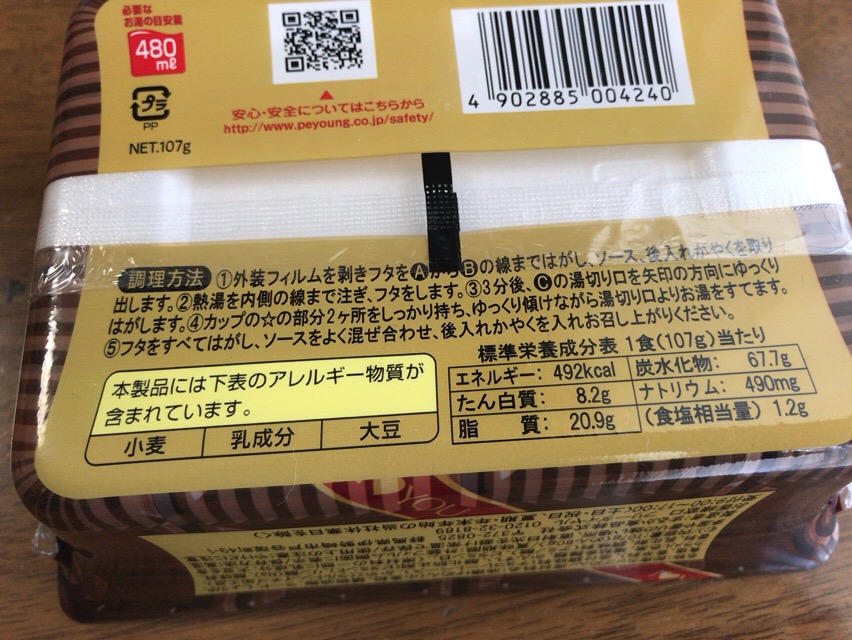 必要な
お湯の目安量
480
ml
プラ
PP
NET.107g
安心・安全についてはこちらから
http://www.peyoung.co.jp/safety/
4 902885 004240
調理方法 ①外装フィルムを剥きフタをⒶからⒷの線まではがし、ソース、後入れかやくを取り
出します。②熱湯を内側の線まで注ぎ、フタをします。③3分後、Ⓒの湯切り口を矢印の方向にゆっくり
はがします。④カップの☆の部分2ヶ所をしっかり持ち、ゆっくり傾けながら湯切り口よりお湯をすてます。
⑤フタをすべてはがし、ソースをよく混ぜ合わせ、後入れかやくを入れお召し上がりください。
標準栄養成分表 1食(107g)当たり
エネルギー: 492kcal 炭水化物: 67.7g
たん白質: 8.2g ナトリウム: 490mg
脂 質: 20.9g (食塩相当量) 1.2g
本製品には下表のアレルギー物質が
含まれています。
小麦 乳成分 大豆